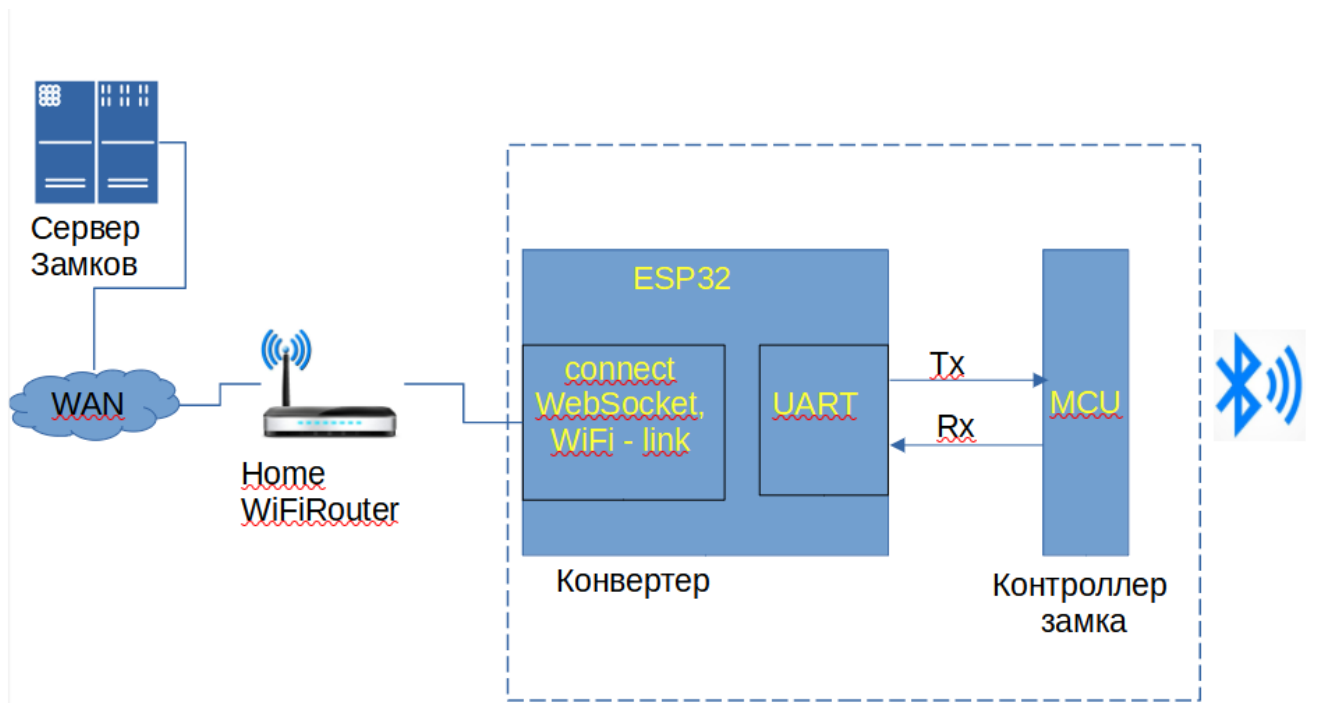 Сервер
Замков
WAN
Home
WiFiRouter
ESP32
connect
WebSocket,
WiFi - link
UART
Конвертер
Tx
Rx
MCU
Контроллер
замка